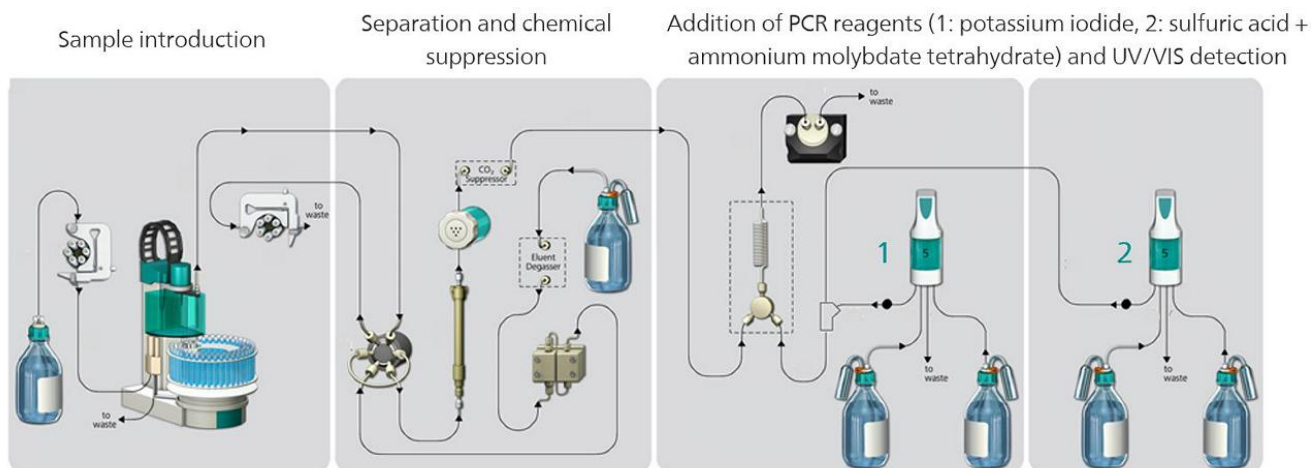 Sample introduction
Separation and chemical
suppression
Addition of PCR reagents (1: potassium iodide, 2: sulfuric acid +
ammonium molybdate tetrahydrate) and UV/VIS detection
to
waste
to
waste
CO₂
Suppressor
Eluent
Degasser
to
waste
1
5
to
waste
2
5
to
waste